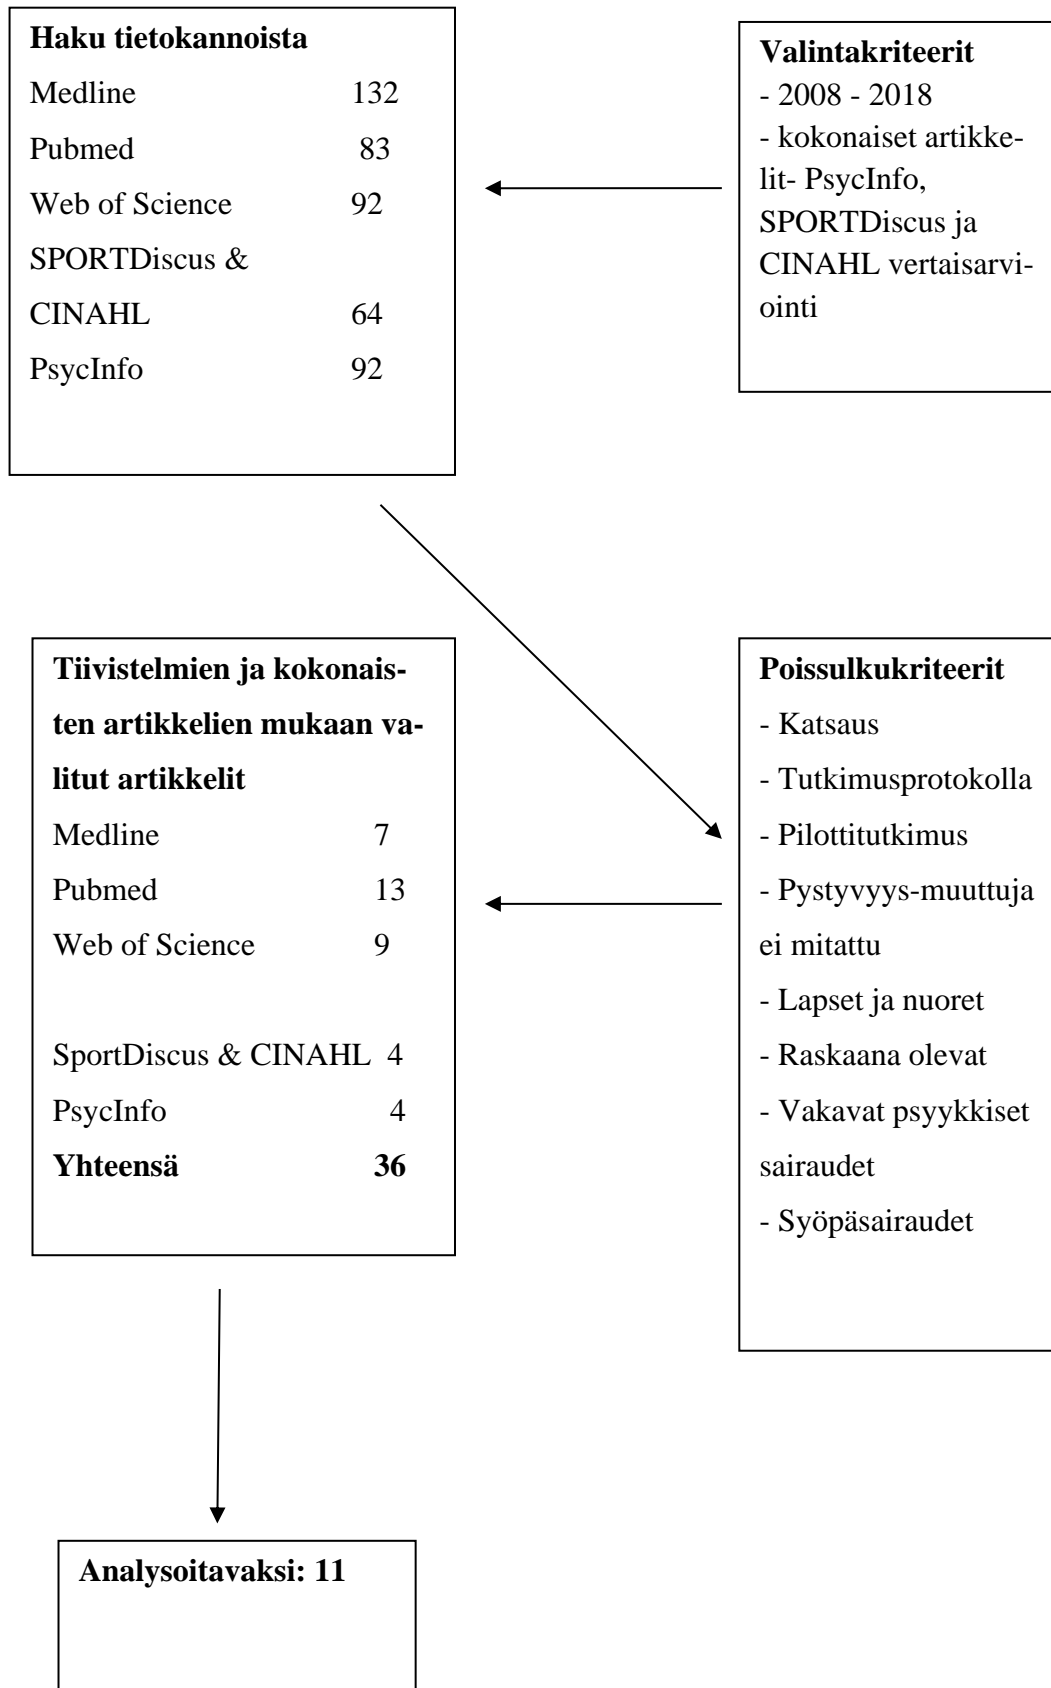 Haku tietokannoista
Medline 132
Pubmed 83
Web of Science 92
SPORTDiscus &
CINAHL 64
PsycInfo 92
Valintakriteerit
- 2008 - 2018
- kokonaiset artikke-
lit- PsycInfo,
SPORTDiscus ja
CINAHL vertaisarvi-
ointi
Tiivistelmien ja kokonais-
ten artikkelien mukaan va-
litut artikkelit
Medline 7
Pubmed 13
Web of Science 9
SportDiscus & CINAHL 4
PsycInfo 4
Yhteensä 36
Poissulkukriteerit
- Katsaus
- Tutkimusprotokolla
- Pilottitutkimus
- Pystyvyys-muuttuja
ei mitattu
- Lapset ja nuoret
- Raskaana olevat
- Vakavat psyykkiset
sairaudet
- Syöpäsairaudet
Analysoitavaksi: 11